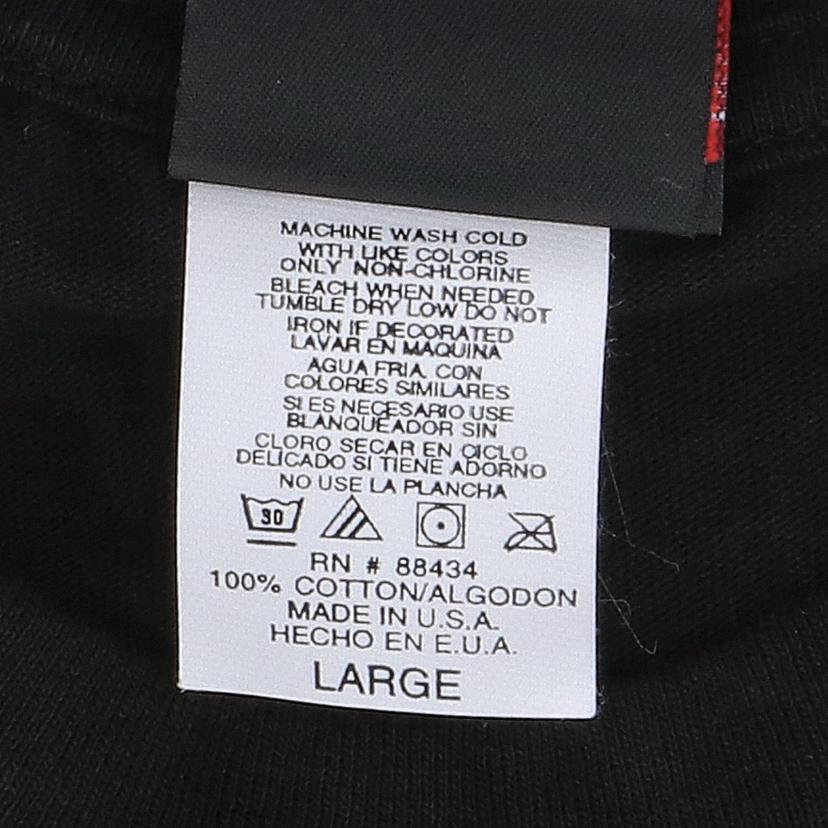 MACHINE WASH COLD
WITH LIKE COLORS
ONLY NON-CHLORINE
BLEACH WHEN NEEDED
TUMBLE DRY LOW DO NOT
IRON IF DECORATED
LAVAR EN MAQUINA
AGUA FRIA. CON
COLORES SIMILARES
SI ES NECESARIO USE
BLANQUEADOR SIN
CLORO SECAR EN CICLO
DELICADO SI TIENE ADORNO
NO USE LA PLANCHA
30
RN # 88434
100% COTTON/ALGODON
MADE IN U.S.A.
HECHO EN E.U.A.
LARGE